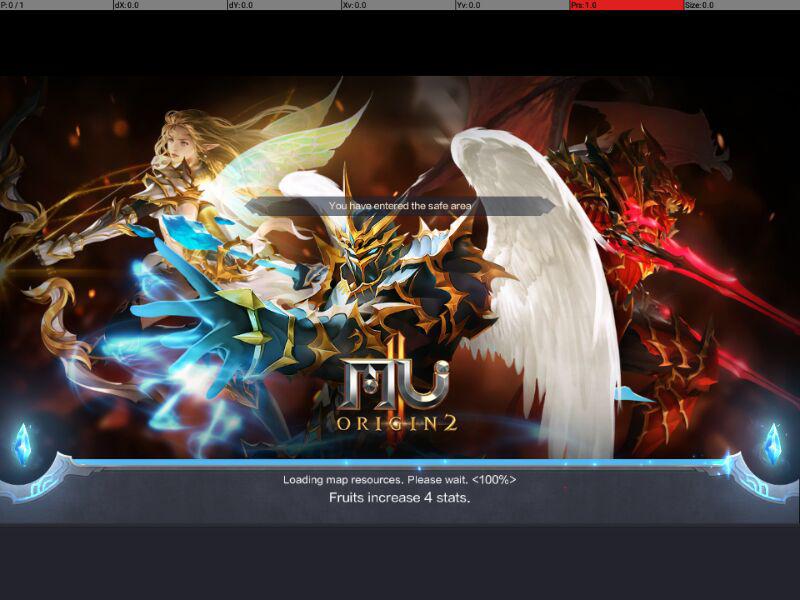 P: 0 / 1 dX: 0.0 dY: 0.0 Xv: 0.0 Yv: 0.0 Prs: 1.0 Size: 0.0
You have entered the safe area
MU
ORIGIN 2
Loading map resources. Please wait. <100%>
Fruits increase 4 stats.